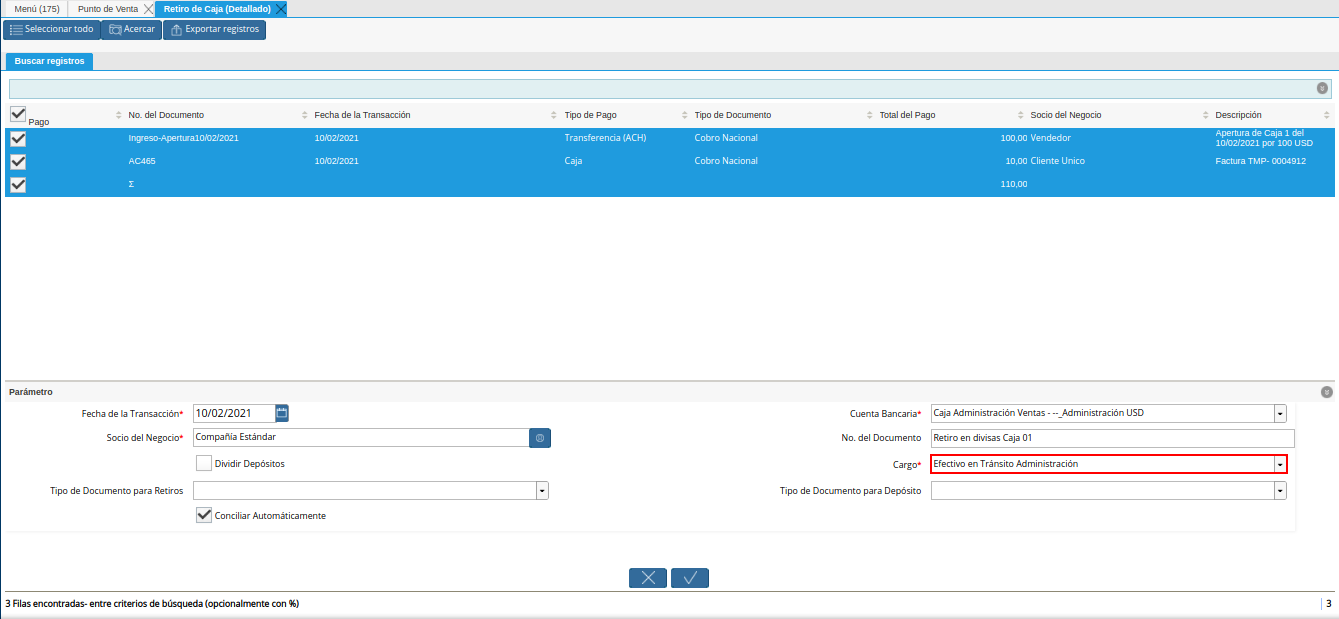 Menú (175) Punto de Venta Retiro de Caja (Detallado)
Seleccionar todo Acercar Exportar registros
Buscar registros
Pago No. del Documento Fecha de la Transacción Tipo de Pago Tipo de Documento Total del Pago Socio del Negocio Descripción
Ingreso-Apertura10/02/2021 10/02/2021 Transferencia (ACH) Cobro Nacional 100,00 Vendedor Apertura de Caja 1 del
10/02/2021 por 100 USD
AC465 10/02/2021 Caja Cobro Nacional 10,00 Cliente Unico Factura TMP- 0004912
Σ 110,00
Parámetro
Fecha de la Transacción* 10/02/2021 Cuenta Bancaria* Caja Administración Ventas - --_Administración USD
Socio del Negocio* Compañía Estándar No. del Documento Retiro en divisas Caja 01
Dividir Depósitos Cargo* Efectivo en Tránsito Administración
Tipo de Documento para Retiros Tipo de Documento para Depósito
Conciliar Automáticamente
3 Filas encontradas- entre criterios de búsqueda (opcionalmente con %) 3